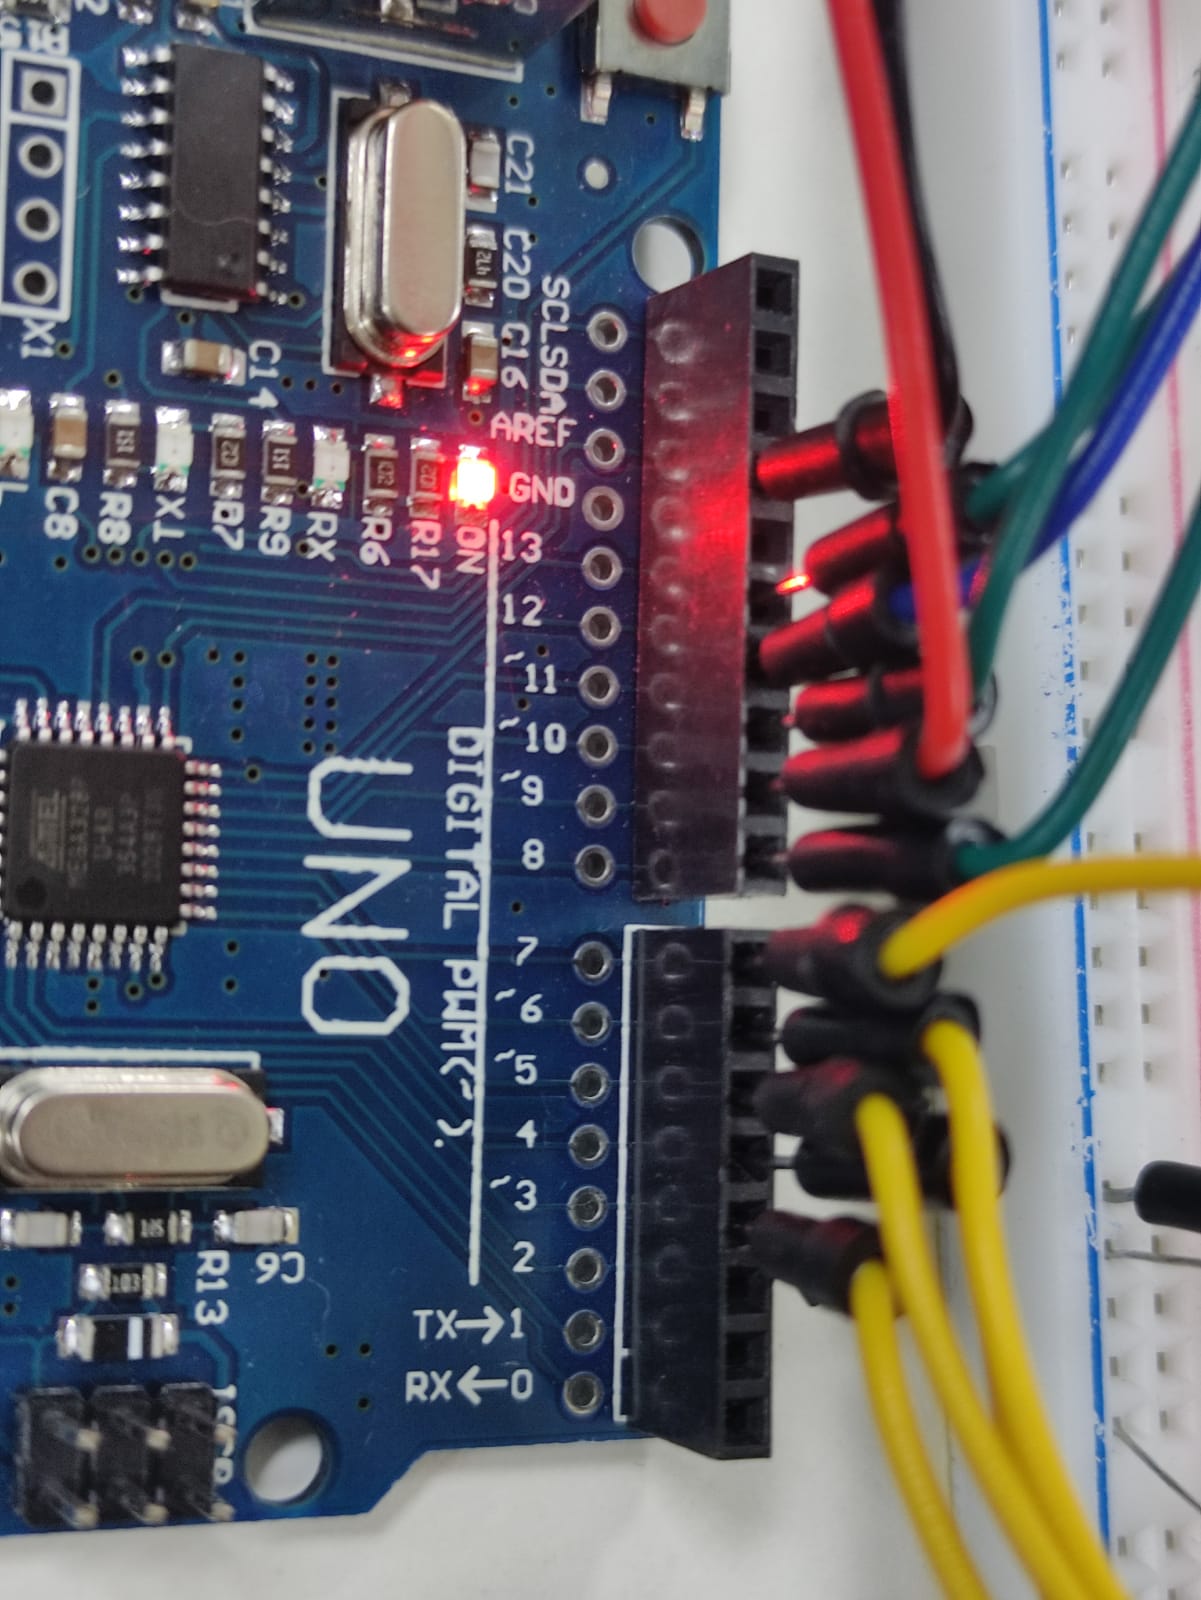 X1
C21
C20
C16
C14
SCL
SDA
AREF
GND
13
12
~11
~10
~9
8
7
~6
~5
4
~3
2
TX→1
RX←0
L
C8
R8
TX
R7
R9
RX
R6
R17
ON
UNO
DIGITAL PWM(~).
ATMEL
R13
C6
103
ICSP